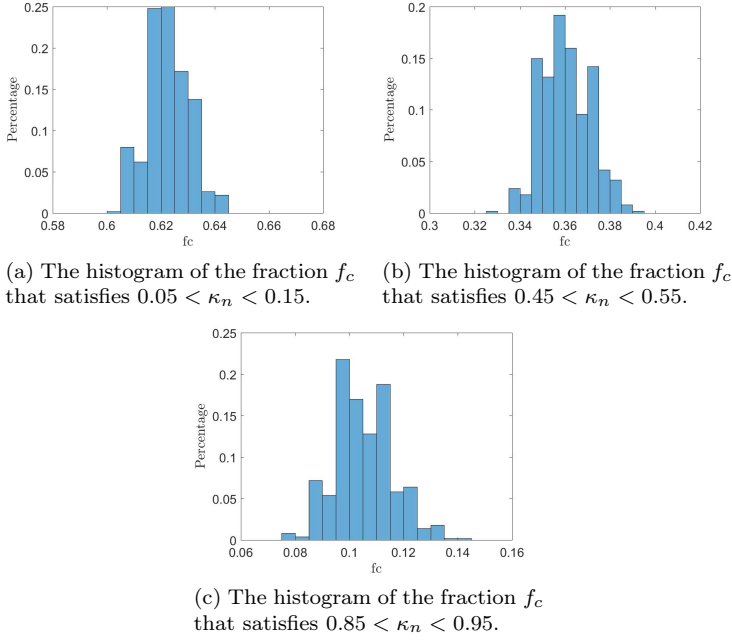 0.25
0.2
0.15
0.1
0.05
0
Percentage
0.58 0.6 0.62 0.64 0.66 0.68
fc
(a) The histogram of the fraction f_c
that satisfies 0.05 < κ_n < 0.15.
0.2
0.15
0.1
0.05
0
Percentage
0.3 0.32 0.34 0.36 0.38 0.4 0.42
fc
(b) The histogram of the fraction f_c
that satisfies 0.45 < κ_n < 0.55.
0.25
0.2
0.15
0.1
0.05
0
Percentage
0.06 0.08 0.1 0.12 0.14 0.16
fc
(c) The histogram of the fraction f_c
that satisfies 0.85 < κ_n < 0.95.